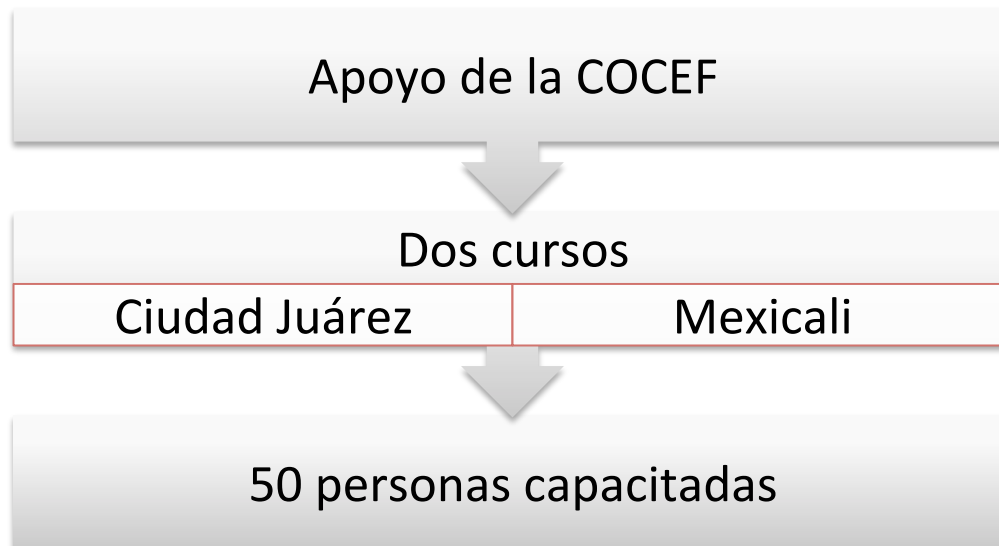 Apoyo de la COCEF
Dos cursos
Ciudad Juárez
Mexicali
50 personas capacitadas